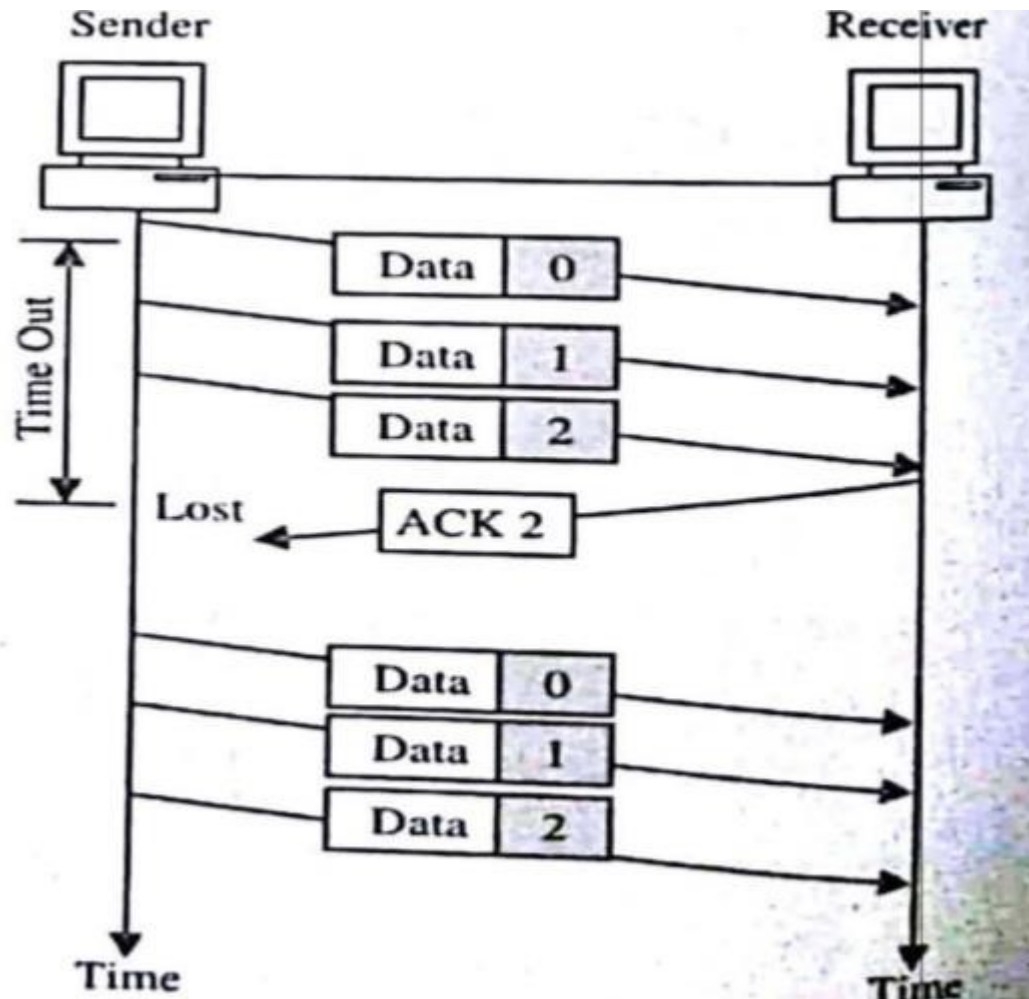 Sender Receiver
Time Out
Data 0
Data 1
Data 2
Lost ACK 2
Data 0
Data 1
Data 2
Time Time